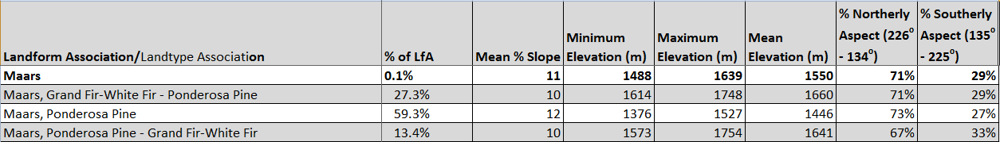 Landform Association/Landtype Association | % of LfA | Mean % Slope | Minimum Elevation (m) | Maximum Elevation (m) | Mean Elevation (m) | % Northerly Aspect (226° - 134°) | % Southerly Aspect (135° - 225°)
Maars | 0.1% | 11 | 1488 | 1639 | 1550 | 71% | 29%
Maars, Grand Fir-White Fir - Ponderosa Pine | 27.3% | 10 | 1614 | 1748 | 1660 | 71% | 29%
Maars, Ponderosa Pine | 59.3% | 12 | 1376 | 1527 | 1446 | 73% | 27%
Maars, Ponderosa Pine - Grand Fir-White Fir | 13.4% | 10 | 1573 | 1754 | 1641 | 67% | 33%